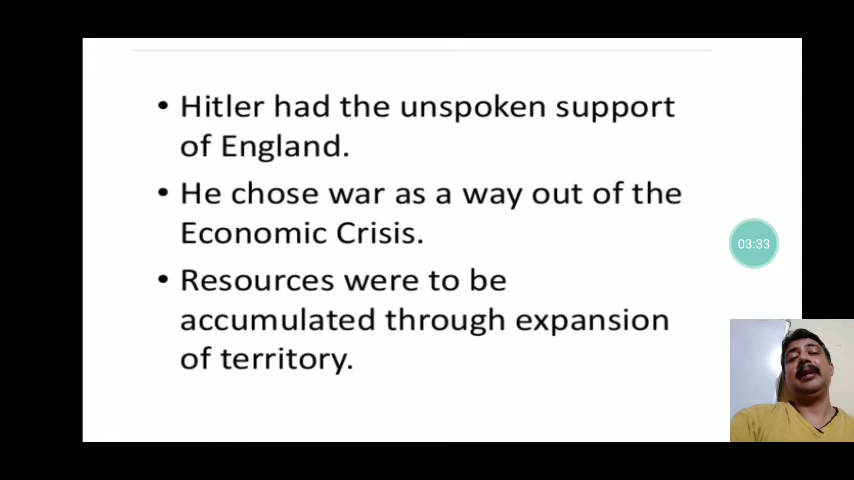 • Hitler had the unspoken support
of England.
• He chose war as a way out of the
Economic Crisis.
• Resources were to be
accumulated through expansion
of territory.
03:33